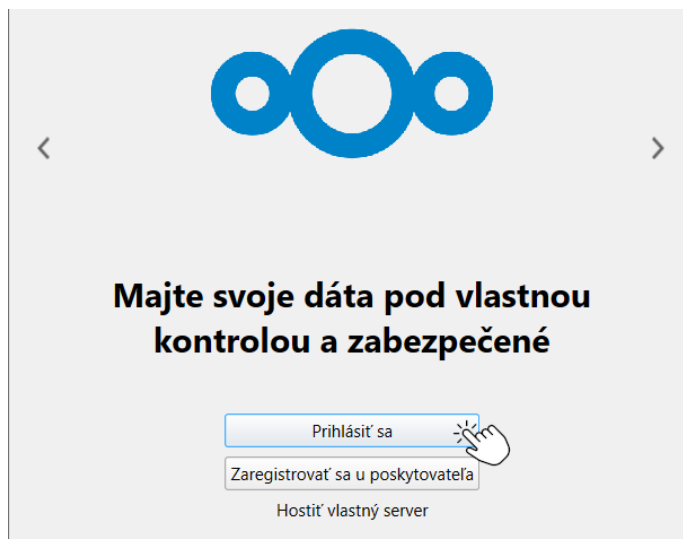 Majte svoje dáta pod vlastnou
kontrolou a zabezpečené
Prihlásiť sa
Zaregistrovať sa u poskytovateľa
Hostiť vlastný server